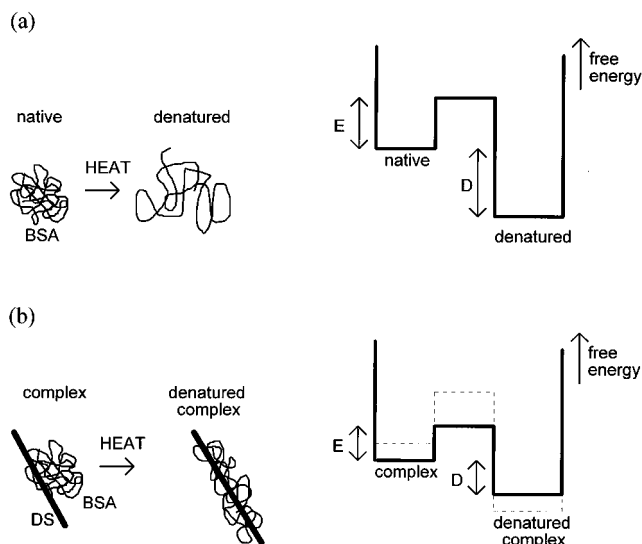 (a)
native
denatured
HEAT
BSA
E
native
D
denatured
free
energy
(b)
complex
denatured
complex
HEAT
BSA
DS
E
complex
D
denatured
complex
free
energy